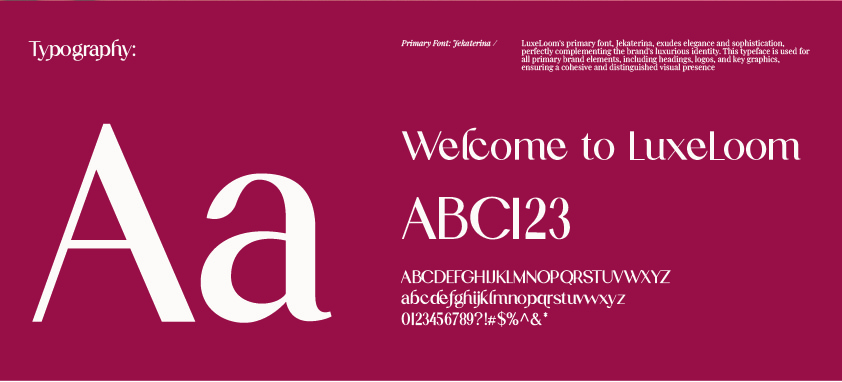 Typography:
Primary Font: Jekaterina /
LuxeLoom's primary font, Jekaterina, exudes elegance and sophistication,
perfectly complementing the brand's luxurious identity. This typeface is used for
all primary brand elements, including headings, logos, and key graphics,
ensuring a cohesive and distinguished visual presence
Aa
Welcome to LuxeLoom
ABC123
ABCDEFGHIJKLMNOPQRSTUVWXYZ
abcdefghijklmnopqrstuvwxyz
0123456789?!#$%^&*